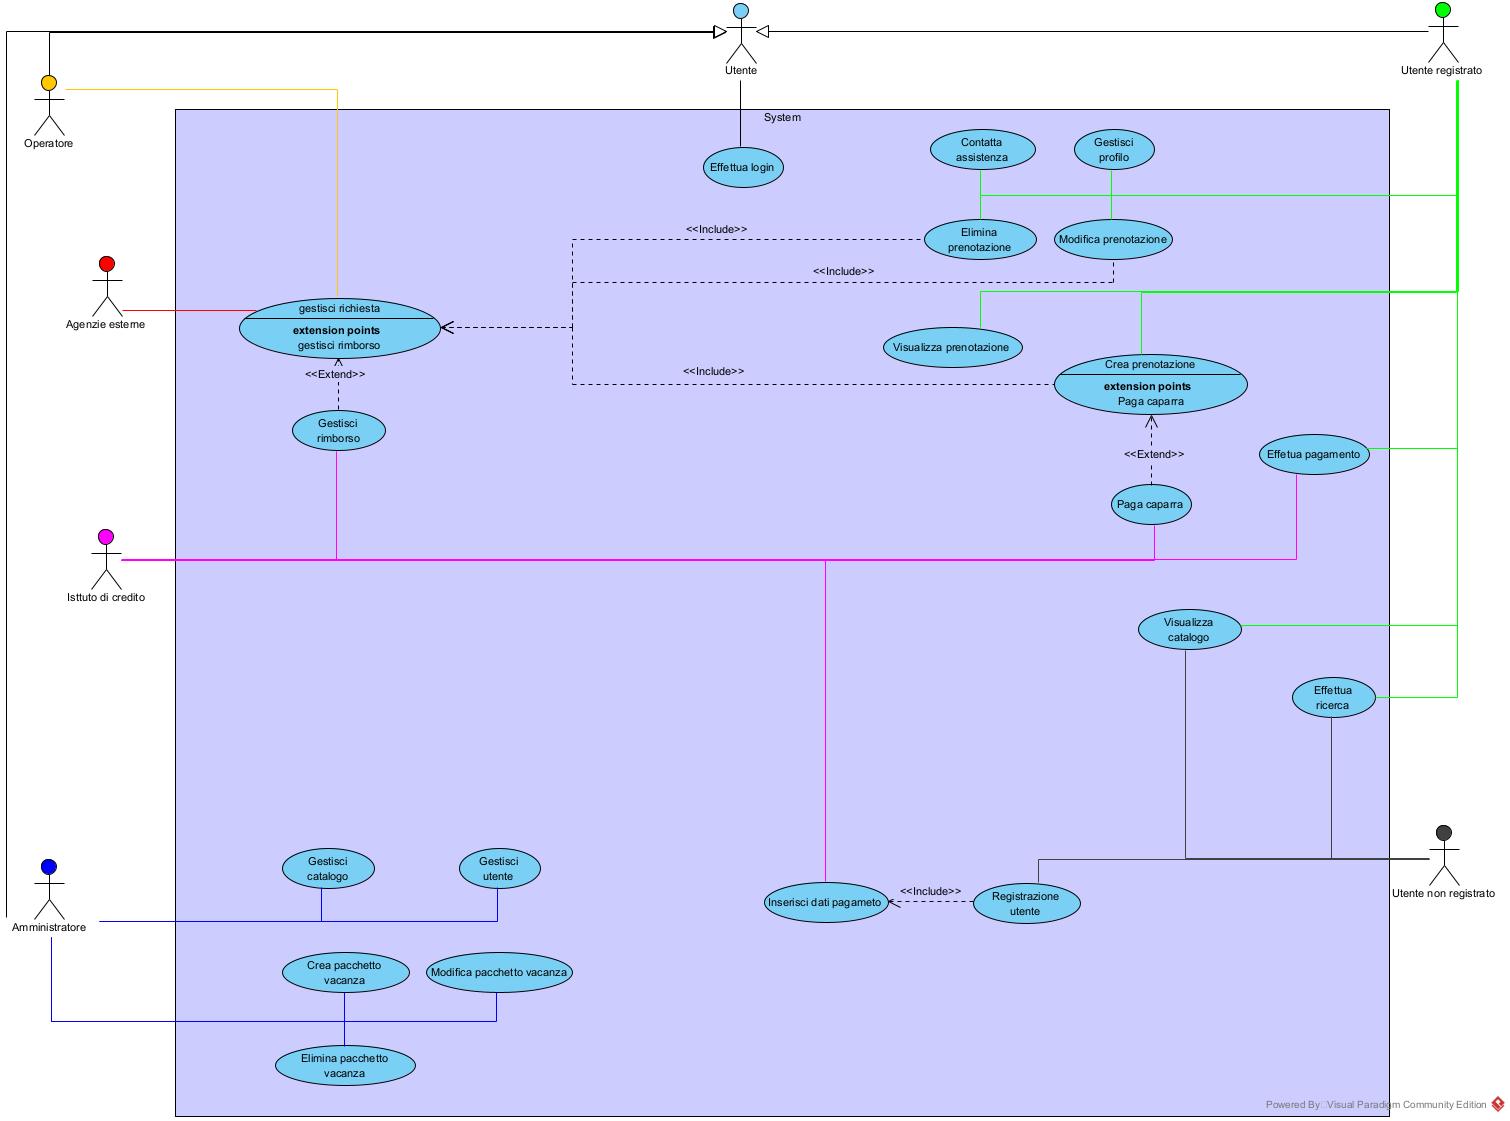 Utente
Utente registrato
Operatore
System
Effettua login
Contatta
assistenza
Gestisci
profilo
Elimina
prenotazione
Modifica prenotazione
<<Include>>
<<Include>>
Agenzie esterne
gestisci richiesta
extension points
gestisci rimborso
Visualizza prenotazione
<<Include>>
Crea prenotazione
extension points
Paga caparra
<<Extend>>
Gestisci
rimborso
<<Extend>>
Effetua pagamento
Paga caparra
Isttuto di credito
Visualizza
catalogo
Effettua
ricerca
Utente non registrato
Gestisci
catalogo
Gestisci
utente
Inserisci dati pagameto
<<Include>>
Registrazione
utente
Amministratore
Crea pacchetto
vacanza
Modifica pacchetto vacanza
Elimina pacchetto
vacanza
Powered By Visual Paradigm Community Edition